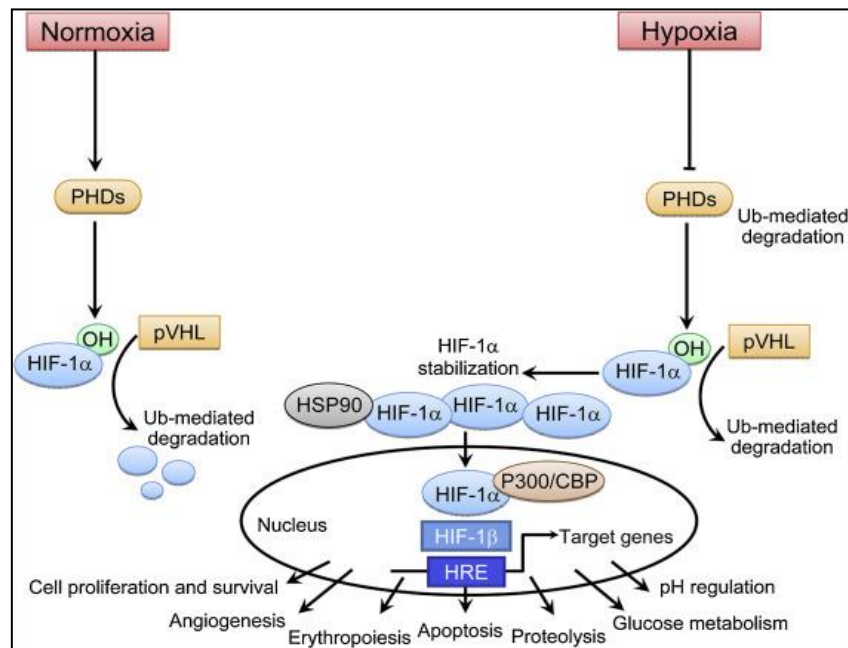 Normoxia
Hypoxia
PHDs
PHDs
Ub-mediated
degradation
OH
HIF-1α
pVHL
Ub-mediated
degradation
HIF-1α
stabilization
OH
HIF-1α
pVHL
Ub-mediated
degradation
HSP90
HIF-1α
HIF-1α
HIF-1α
HIF-1α
P300/CBP
Nucleus
HIF-1β
HRE
Target genes
Cell proliferation and survival
Angiogenesis
Erythropoiesis
Apoptosis
Proteolysis
Glucose metabolism
pH regulation